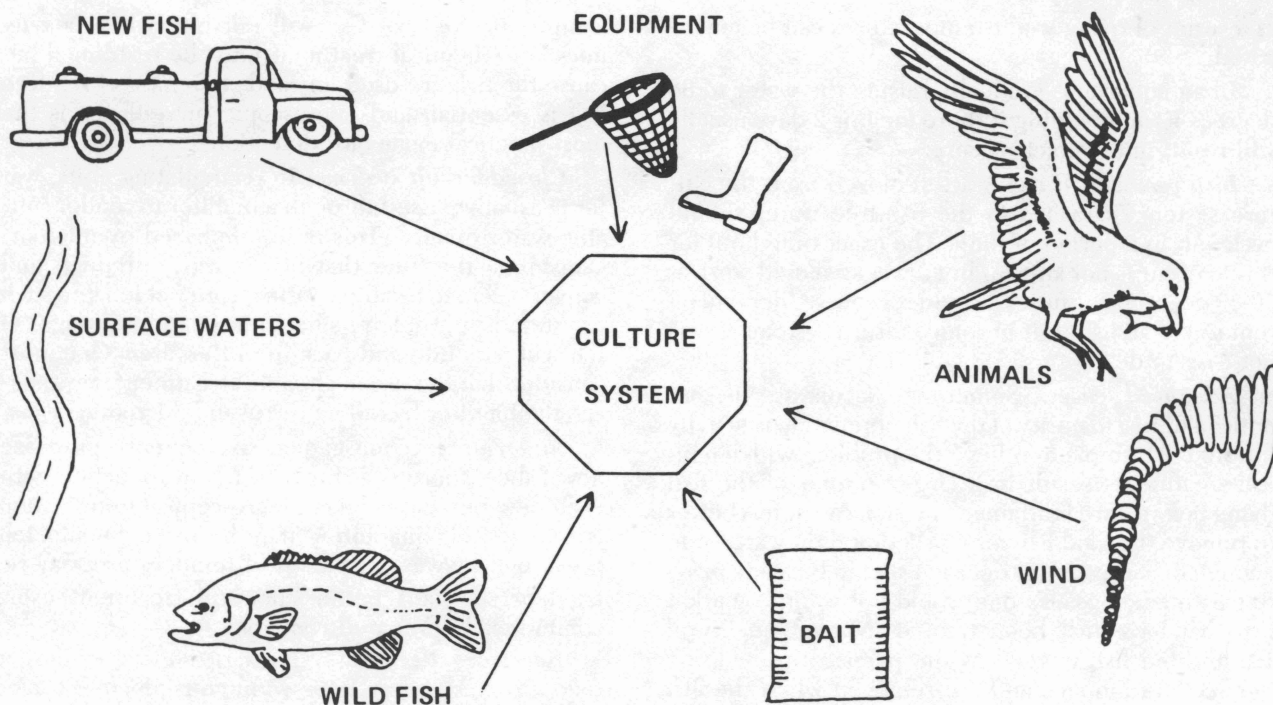 NEW FISH
EQUIPMENT
SURFACE WATERS
CULTURE
SYSTEM
ANIMALS
WIND
BAIT
WILD FISH